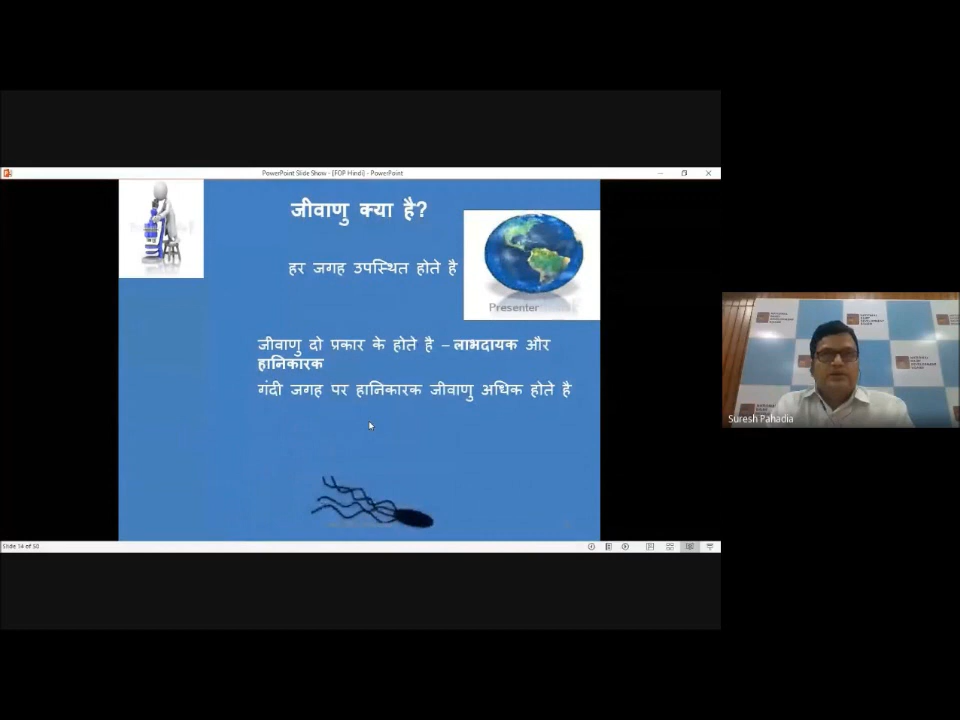 PowerPoint Slide Show - [FOP Hindi] - PowerPoint
जीवाणु क्या है?
हर जगह उपस्थित होते है
Presenter
जीवाणु दो प्रकार के होते है – लाभदायक और
हानिकारक
गंदी जगह पर हानिकारक जीवाणु अधिक होते है
Slide 14 of 50
Suresh Pahadia